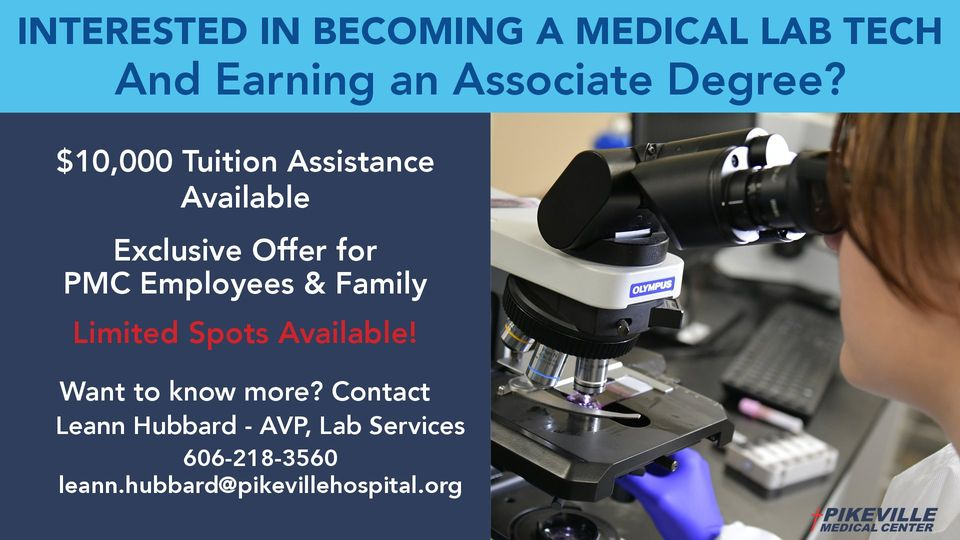 INTERESTED IN BECOMING A MEDICAL LAB TECH
And Earning an Associate Degree?
$10,000 Tuition Assistance
Available
Exclusive Offer for
PMC Employees & Family
Limited Spots Available!
Want to know more? Contact
Leann Hubbard - AVP, Lab Services
606-218-3560
leann.hubbard@pikevillehospital.org
OLYMPUS
PIKEVILLE
MEDICAL CENTER